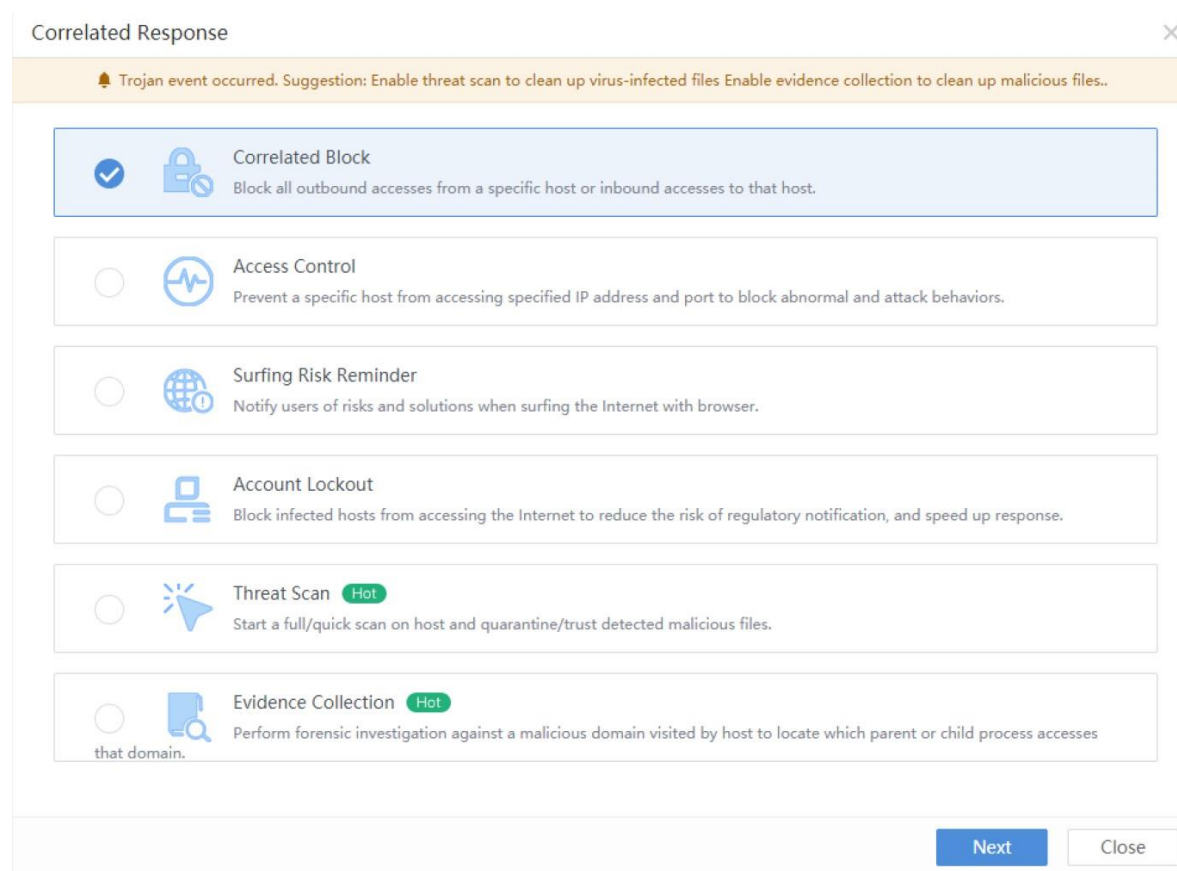 Correlated Response
Trojan event occurred. Suggestion: Enable threat scan to clean up virus-infected files Enable evidence collection to clean up malicious files..
Correlated Block
Block all outbound accesses from a specific host or inbound accesses to that host.
Access Control
Prevent a specific host from accessing specified IP address and port to block abnormal and attack behaviors.
Surfing Risk Reminder
Notify users of risks and solutions when surfing the Internet with browser.
Account Lockout
Block infected hosts from accessing the Internet to reduce the risk of regulatory notification, and speed up response.
Threat Scan Hot
Start a full/quick scan on host and quarantine/trust detected malicious files.
Evidence Collection Hot
Perform forensic investigation against a malicious domain visited by host to locate which parent or child process accesses
that domain.
Next Close